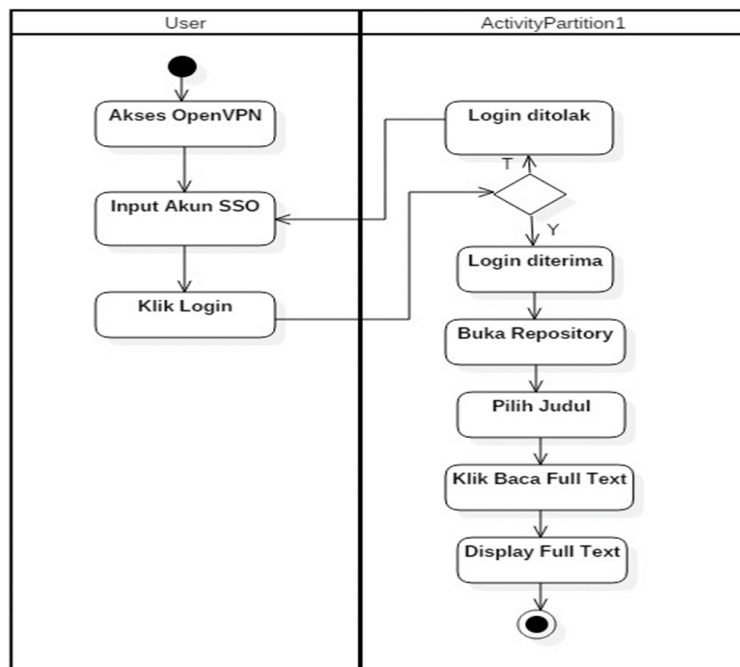 User
ActivityPartition1
Akses OpenVPN
Input Akun SSO
Klik Login
Login ditolak
T
Y
Login diterima
Buka Repository
Pilih Judul
Klik Baca Full Text
Display Full Text